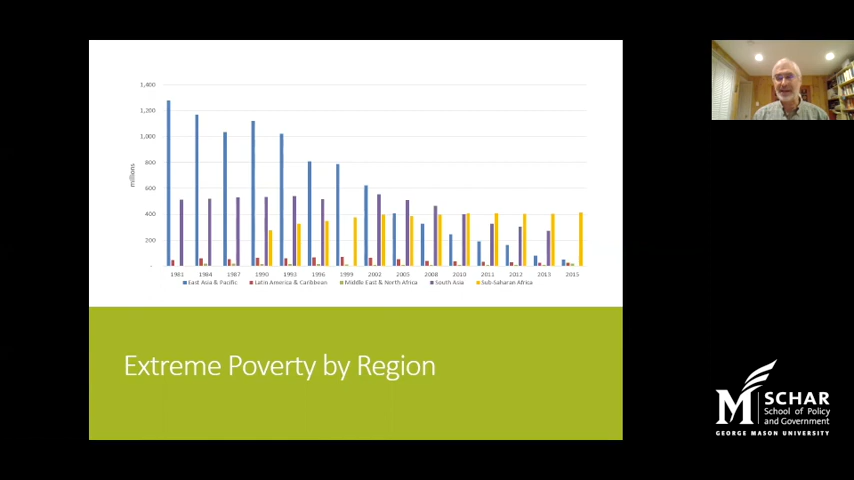 1,400
1,200
1,000
800
600
400
200
-
millions
1981 1984 1987 1990 1993 1996 1999 2002 2005 2008 2010 2011 2012 2013 2015
East Asia & Pacific Latin America & Caribbean Middle East & North Africa South Asia Sub-Saharan Africa
Extreme Poverty by Region
M SCHAR
School of Policy
and Government
GEORGE MASON UNIVERSITY